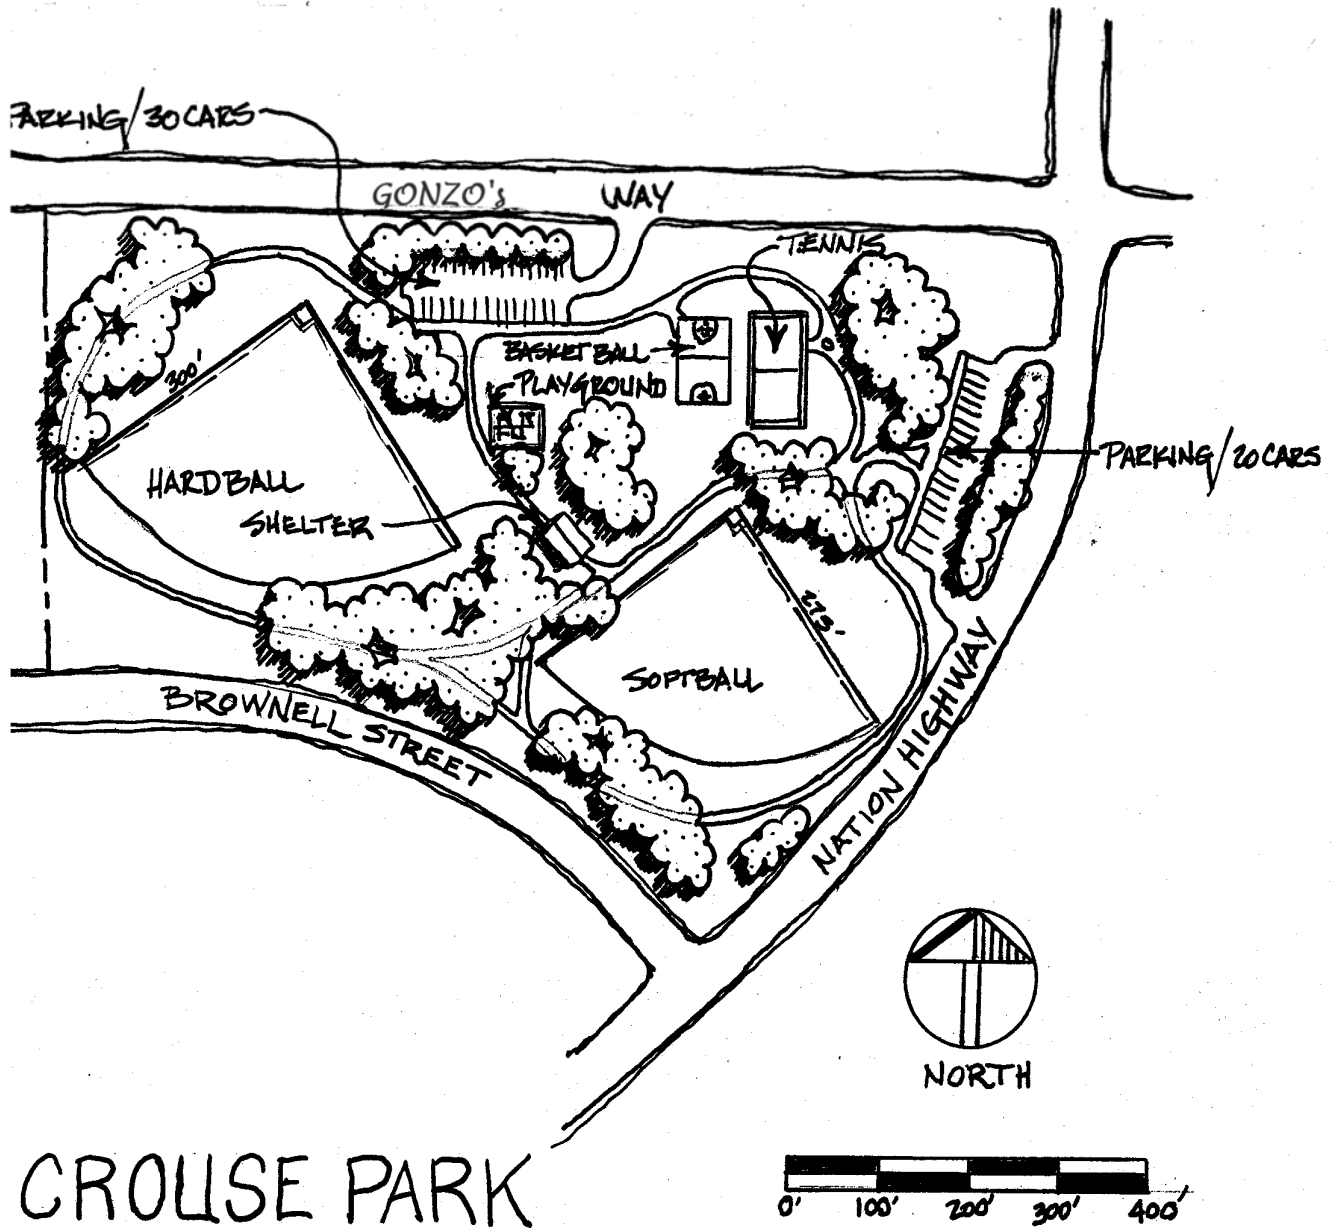 PARKING/30 CARS
GONZO's WAY
TENNIS
BASKETBALL
PLAYGROUND
300'
PARKING/20 CARS
HARDBALL
SHELTER
275'
SOFTBALL
BROWNELL STREET
NATION HIGHWAY
NORTH
CROUSE PARK
0' 100' 200' 300' 400'